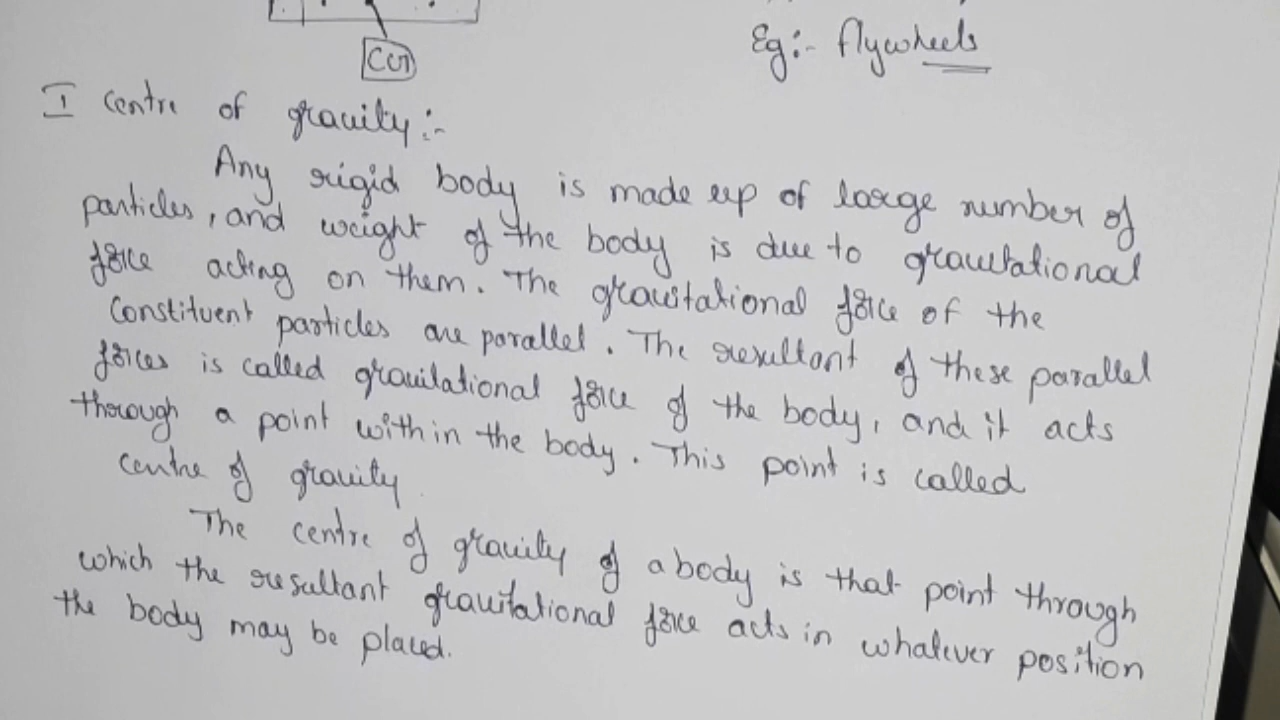 Eg:- flywheels
CG
I centre of gravity:-
Any rigid body is made up of large number of
particles, and weight of the body is due to gravitational
force acting on them. The gravitational force of the
constituent particles are parallel. The resultant of these parallel
forces is called gravitational force of the body, and it acts
through a point within the body. This point is called
centre of gravity.
The centre of gravity of a body is that point through
which the resultant gravitational force acts in whatever position
the body may be placed.